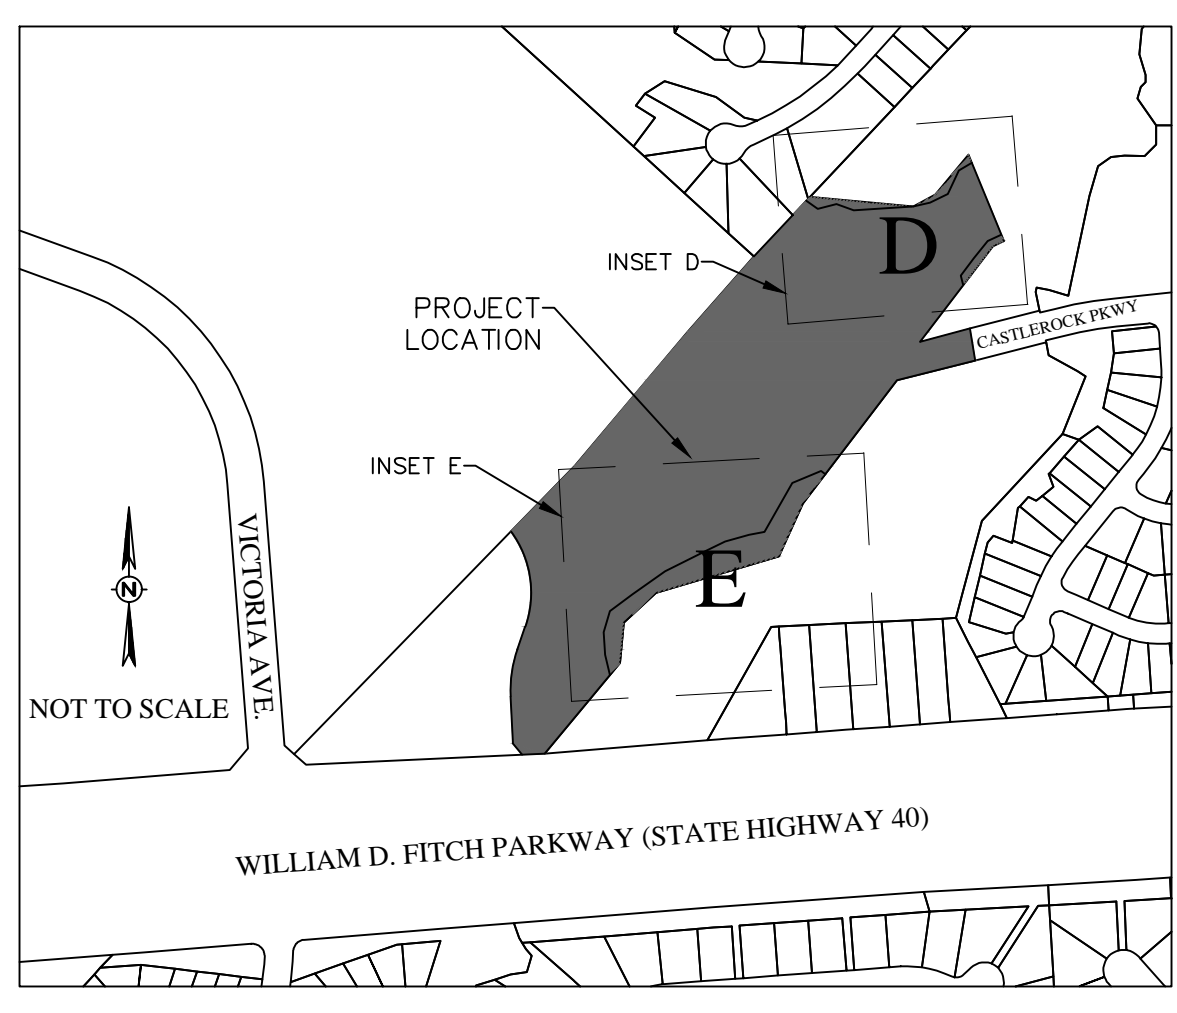 D
INSET D
PROJECT
LOCATION
CASTLEROCK PKWY
INSET E
VICTORIA AVE.
E
N
NOT TO SCALE
WILLIAM D. FITCH PARKWAY (STATE HIGHWAY 40)